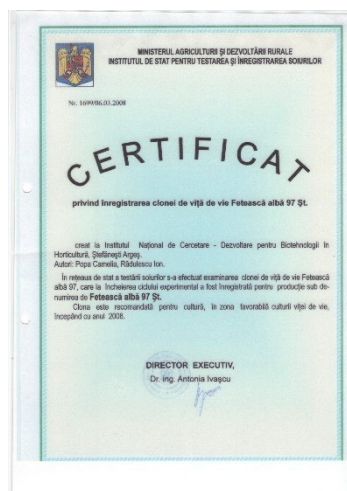 MINISTERUL AGRICULTURII ŞI DEZVOLTĂRII RURALE
INSTITUTUL DE STAT PENTRU TESTAREA ŞI ÎNREGISTRAREA SOIURILOR
Nr. 1699/06.03.2008
CERTIFICAT
privind înregistrarea clonei de viţă de vie Fetească albă 97 Şt.
creat la Institutul Naţional de Cercetare - Dezvoltare pentru Biotehnologii în
Horticultură, Ştefăneşti Argeş.
Autori: Popa Camelia, Rădulescu Ion.
În reţeaua de stat a testării soiurilor s-a efectuat examinarea clonei de viţă de vie Fetească
albă 97, care la încheierea ciclului experimental a fost înregistrată pentru producţie sub de-
numirea de Fetească albă 97 Şt.
Clona este recomandată pentru cultură, în zona favorabilă culturii viţei de vie,
începând cu anul 2008.
DIRECTOR EXECUTIV,
Dr. ing. Antonia Ivaşcu